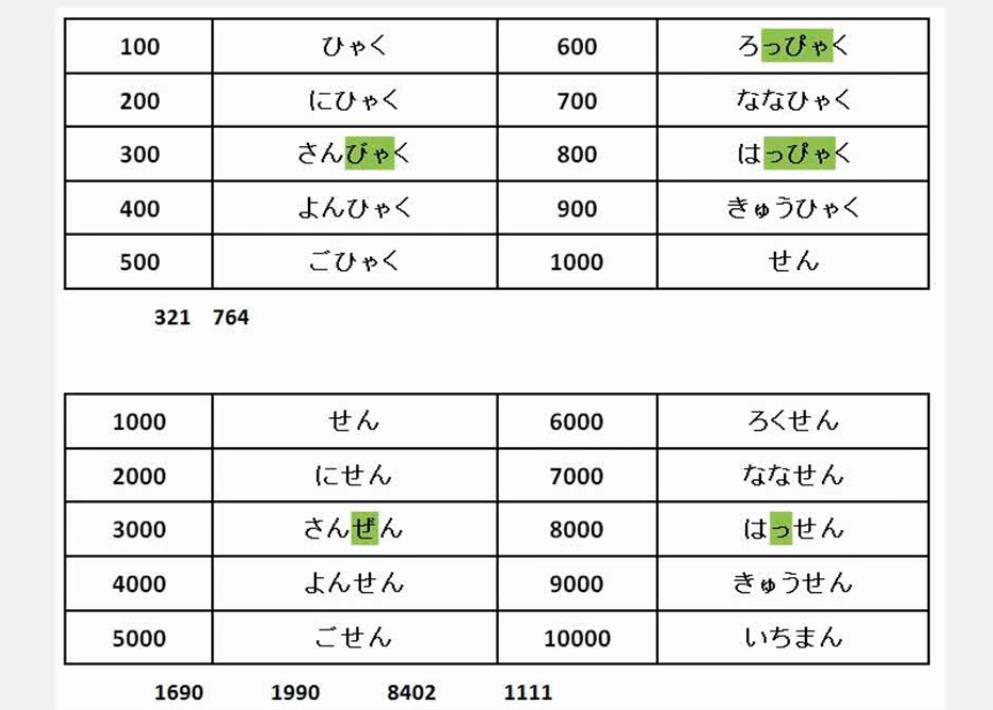 100 ひゃく 600 ろっぴゃく
200 にひゃく 700 ななひゃく
300 さんびゃく 800 はっぴゃく
400 よんひゃく 900 きゅうひゃく
500 ごひゃく 1000 せん
321 764
1000 せん 6000 ろくせん
2000 にせん 7000 ななせん
3000 さんぜん 8000 はっせん
4000 よんせん 9000 きゅうせん
5000 ごせん 10000 いちまん
1690 1990 8402 1111